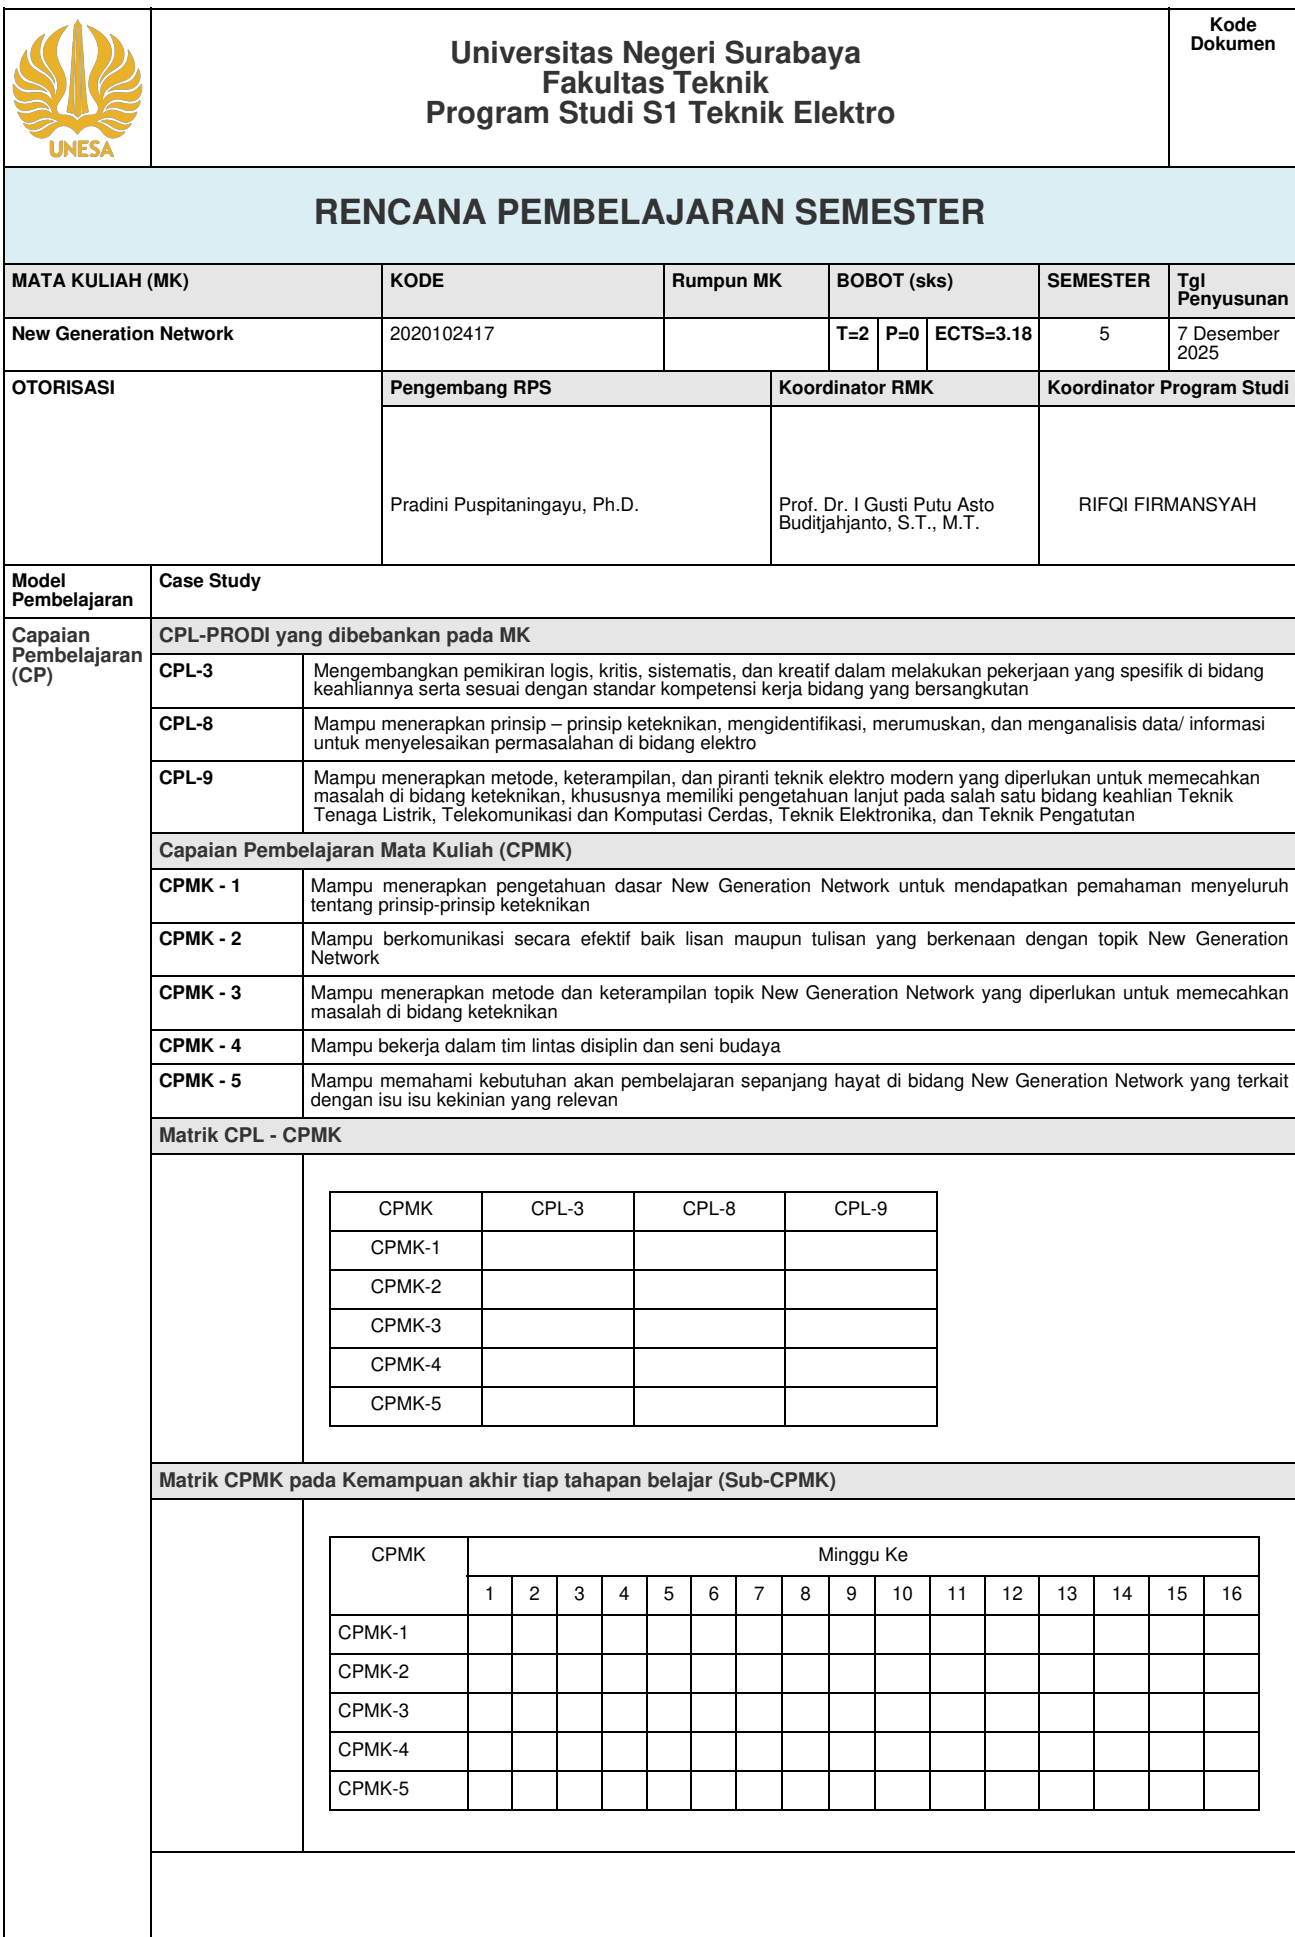 UNESA
Universitas Negeri Surabaya
Fakultas Teknik
Program Studi S1 Teknik Elektro
Kode
Dokumen
RENCANA PEMBELAJARAN SEMESTER
MATA KULIAH (MK) KODE Rumpun MK BOBOT (sks) SEMESTER Tgl
Penyusunan
New Generation Network 2020102417 T=2 P=0 ECTS=3.18 5 7 Desember
2025
OTORISASI Pengembang RPS Koordinator RMK Koordinator Program Studi
Pradini Puspitaningayu, Ph.D. Prof. Dr. I Gusti Putu Asto
Buditjahjanto, S.T., M.T.
RIFQI FIRMANSYAH
Model
Pembelajaran
Case Study
Capaian
Pembelajaran
(CP)
CPL-PRODI yang dibebankan pada MK
CPL-3 Mengembangkan pemikiran logis, kritis, sistematis, dan kreatif dalam melakukan pekerjaan yang spesifik di bidang
keahliannya serta sesuai dengan standar kompetensi kerja bidang yang bersangkutan
CPL-8 Mampu menerapkan prinsip – prinsip keteknikan, mengidentifikasi, merumuskan, dan menganalisis data/ informasi
untuk menyelesaikan permasalahan di bidang elektro
CPL-9 Mampu menerapkan metode, keterampilan, dan piranti teknik elektro modern yang diperlukan untuk memecahkan
masalah di bidang keteknikan, khususnya memiliki pengetahuan lanjut pada salah satu bidang keahlian Teknik
Tenaga Listrik, Telekomunikasi dan Komputasi Cerdas, Teknik Elektronika, dan Teknik Pengatutan
Capaian Pembelajaran Mata Kuliah (CPMK)
CPMK - 1 Mampu menerapkan pengetahuan dasar New Generation Network untuk mendapatkan pemahaman menyeluruh
tentang prinsip-prinsip keteknikan
CPMK - 2 Mampu berkomunikasi secara efektif baik lisan maupun tulisan yang berkenaan dengan topik New Generation
Network
CPMK - 3 Mampu menerapkan metode dan keterampilan topik New Generation Network yang diperlukan untuk memecahkan
masalah di bidang keteknikan
CPMK - 4 Mampu bekerja dalam tim lintas disiplin dan seni budaya
CPMK - 5 Mampu memahami kebutuhan akan pembelajaran sepanjang hayat di bidang New Generation Network yang terkait
dengan isu isu kekinian yang relevan
Matrik CPL - CPMK
CPMK CPL-3 CPL-8 CPL-9
CPMK-1
CPMK-2
CPMK-3
CPMK-4
CPMK-5
Matrik CPMK pada Kemampuan akhir tiap tahapan belajar (Sub-CPMK)
CPMK Minggu Ke
1 2 3 4 5 6 7 8 9 10 11 12 13 14 15 16
CPMK-1
CPMK-2
CPMK-3
CPMK-4
CPMK-5